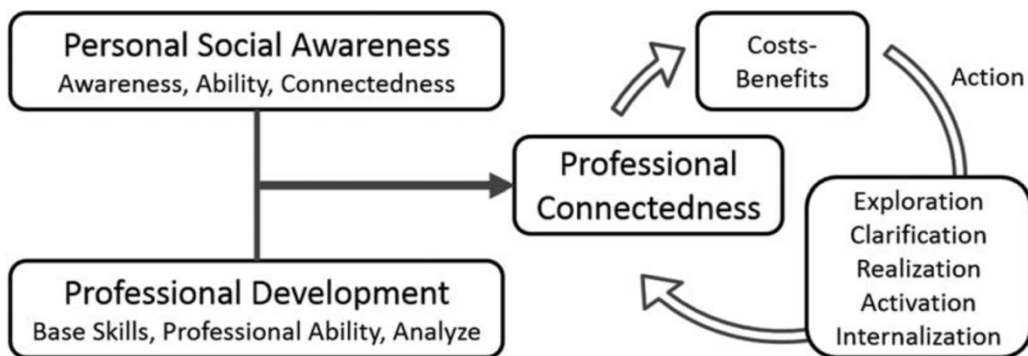 Personal Social Awareness
Awareness, Ability, Connectedness
Costs-
Benefits
Action
Professional
Connectedness
Exploration
Clarification
Realization
Activation
Internalization
Professional Development
Base Skills, Professional Ability, Analyze